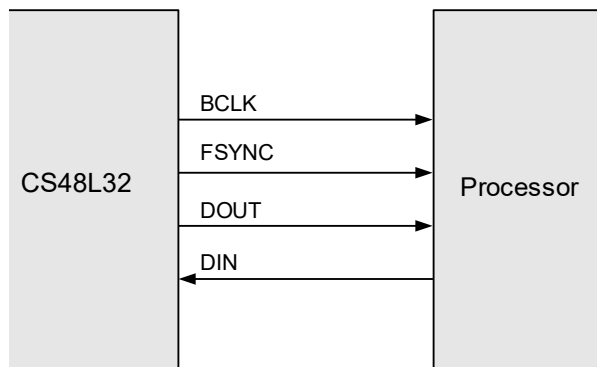 BCLK
FSYNC
CS48L32
Processor
DOUT
DIN